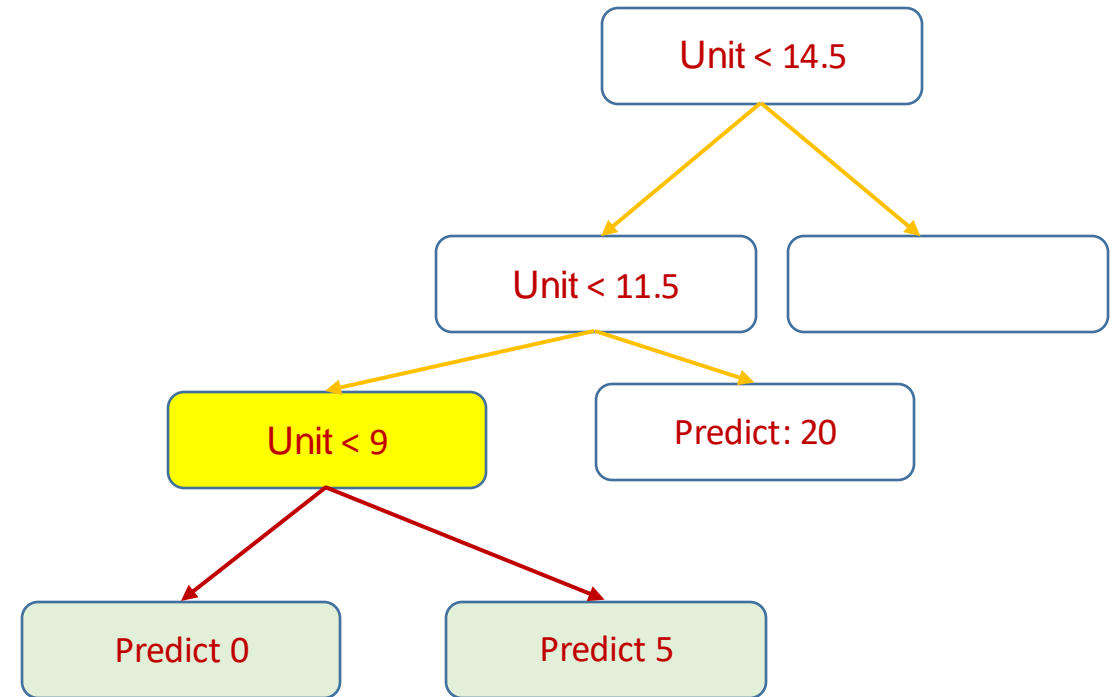 Unit < 14.5
Unit < 11.5
Unit < 9
Predict: 20
Predict 0
Predict 5